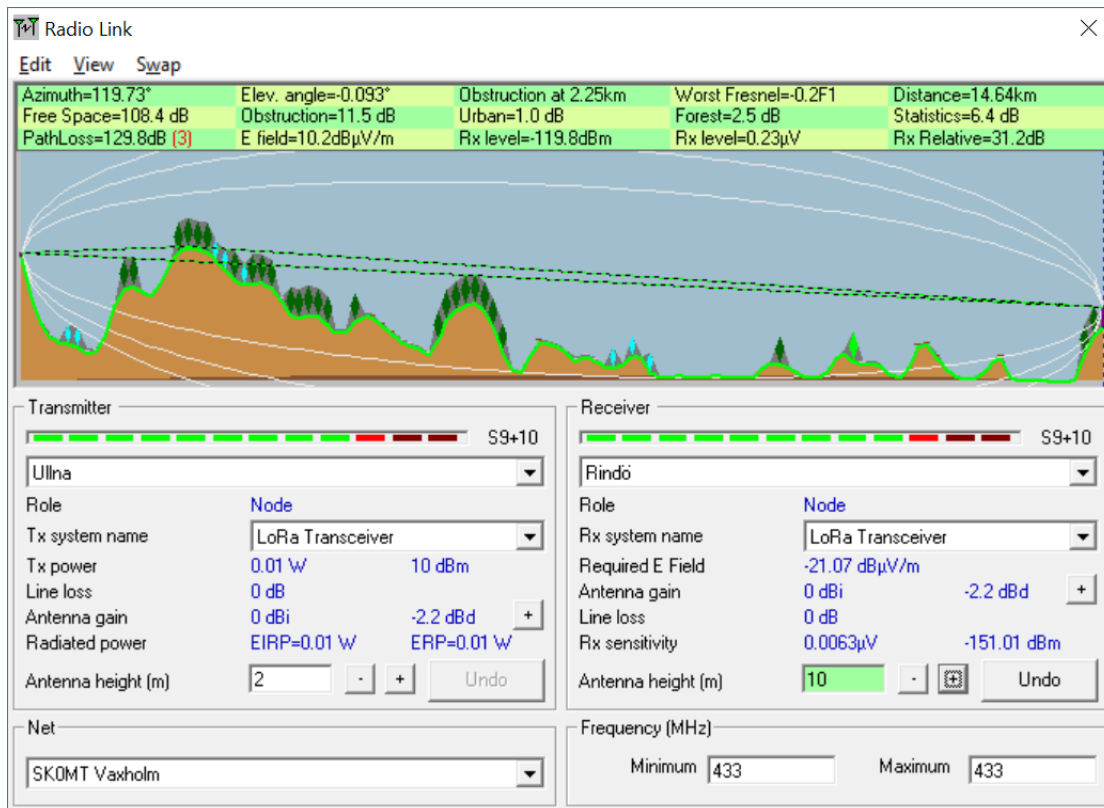 Radio Link
Edit View Swap
Azimuth=119.73° Elev. angle=-0.093° Obstruction at 2.25km Worst Fresnel=-0.2F1 Distance=14.64km
Free Space=108.4 dB Obstruction=11.5 dB Urban=1.0 dB Forest=2.5 dB Statistics=6.4 dB
PathLoss=129.8dB (3) E field=10.2dBµV/m Rx level=-119.8dBm Rx level=0.23µV Rx Relative=31.2dB
Transmitter
S9+10
Ullna
Role Node
Tx system name LoRa Transceiver
Tx power 0.01 W 10 dBm
Line loss 0 dB
Antenna gain 0 dBi -2.2 dBd +
Radiated power EIRP=0.01 W ERP=0.01 W
Antenna height (m) 2 - + Undo
Net
SK0MT Vaxholm
Receiver
S9+10
Rindö
Role Node
Rx system name LoRa Transceiver
Required E Field -21.07 dBµV/m
Antenna gain 0 dBi -2.2 dBd +
Line loss 0 dB
Rx sensitivity 0.0063µV -151.01 dBm
Antenna height (m) 10 - + Undo
Frequency (MHz)
Minimum 433 Maximum 433